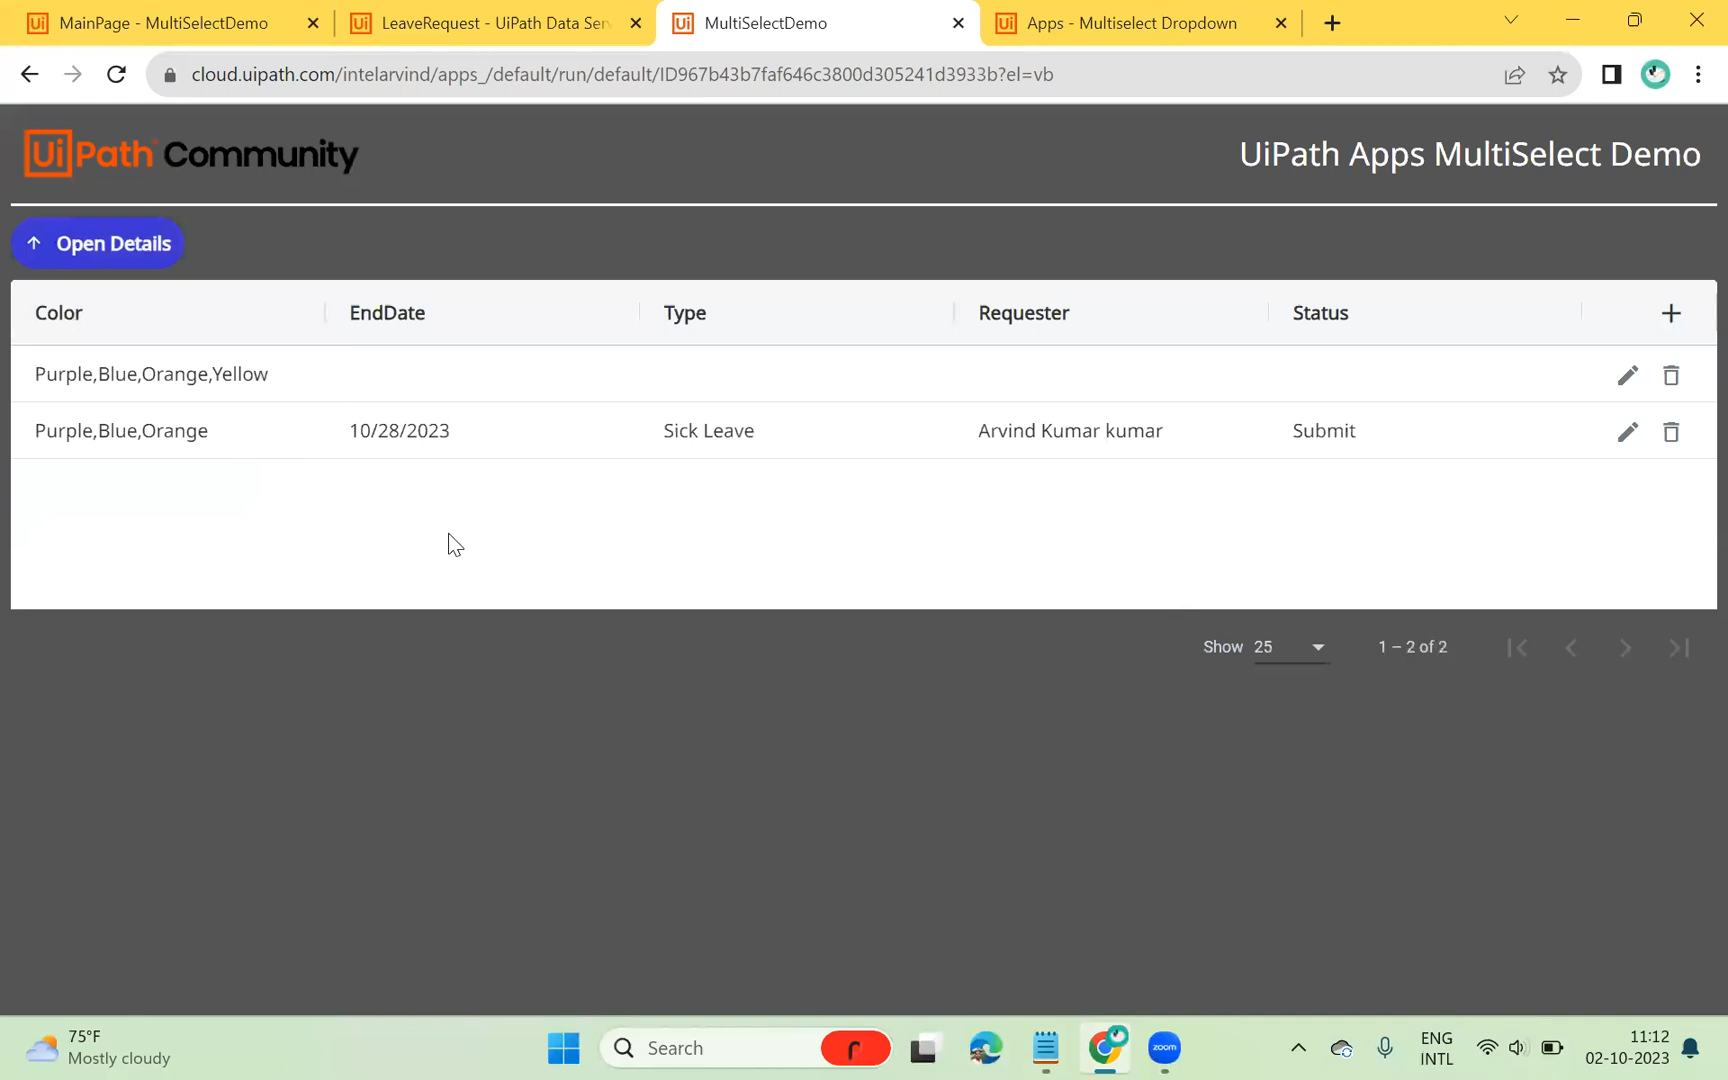 MainPage - MultiSelectDemo
LeaveRequest - UiPath Data Ser
MultiSelectDemo
Apps - Multiselect Dropdown
cloud.uipath.com/intelarvind/apps_/default/run/default/ID967b43b7faf646c3800d305241d3933b?el=vb
UiPath Community
UiPath Apps MultiSelect Demo
Open Details
Color EndDate Type Requester Status
Purple,Blue,Orange,Yellow
Purple,Blue,Orange 10/28/2023 Sick Leave Arvind Kumar kumar Submit
Show 25 1 – 2 of 2
75°F
Mostly cloudy
Search
zoom
ENG
INTL
11:12
02-10-2023